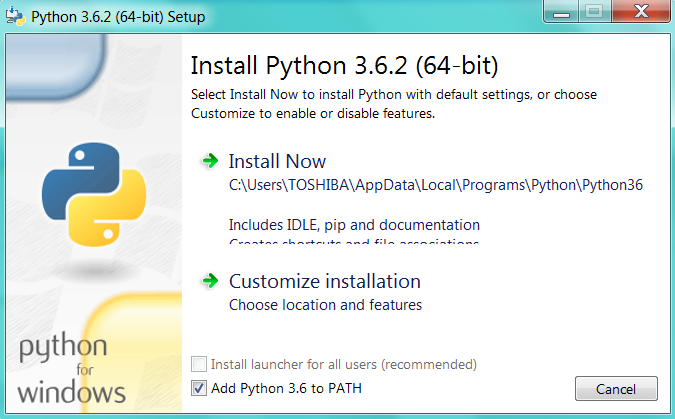 Python 3.6.2 (64-bit) Setup
Install Python 3.6.2 (64-bit)
Select Install Now to install Python with default settings, or choose
Customize to enable or disable features.
Install Now
C:\Users\TOSHIBA\AppData\Local\Programs\Python\Python36
Includes IDLE, pip and documentation
Creates shortcuts and file associations
Customize installation
Choose location and features
Install launcher for all users (recommended)
Add Python 3.6 to PATH
python
for
windows
Cancel